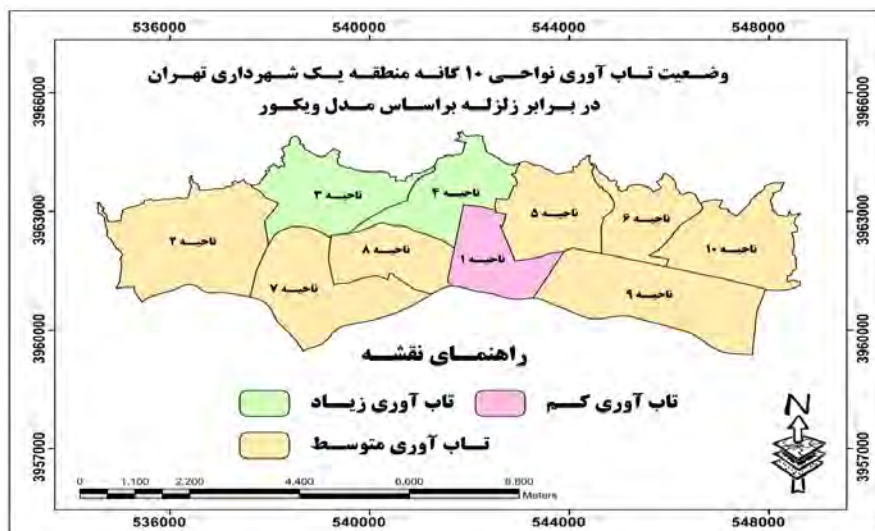 536000 540000 544000 548000
وضعیت تاب آوری نواحی ۱۰ گانه منطقه یک شهرداری تهران
در برابر زلزله براساس مدل ویکور
3966000 3966000
3963000 3963000
3960000 3960000
3957000 3957000
ناحیه ۳
ناحیه ۴
ناحیه ۵
ناحیه ۶
ناحیه ۲
ناحیه ۸
ناحیه ۱
ناحیه ۱۰
ناحیه ۷
ناحیه ۹
راهنمای نقشه
تاب آوری کم
تاب آوری زیاد
تاب آوری متوسط
N
0 1,100 2,200 4,400 6,600 8,800
Meters
536000 540000 544000 548000